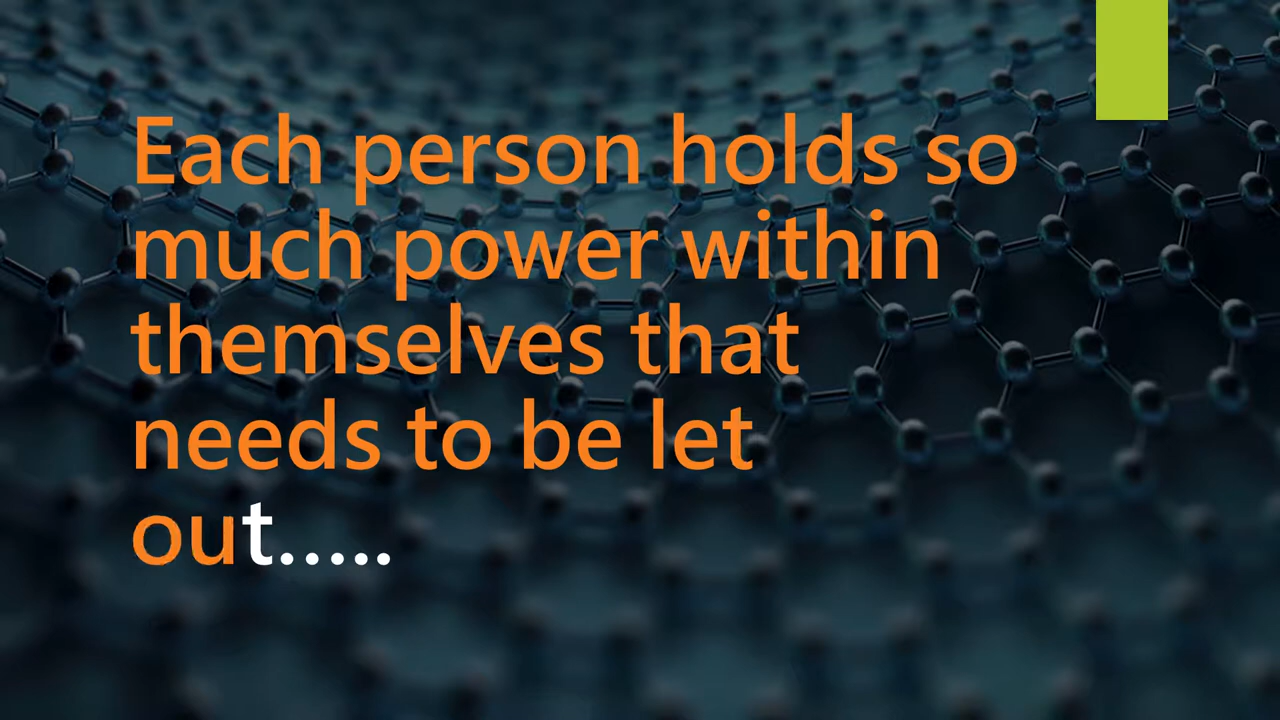 Each person holds so
much power within
themselves that
needs to be let
out.....